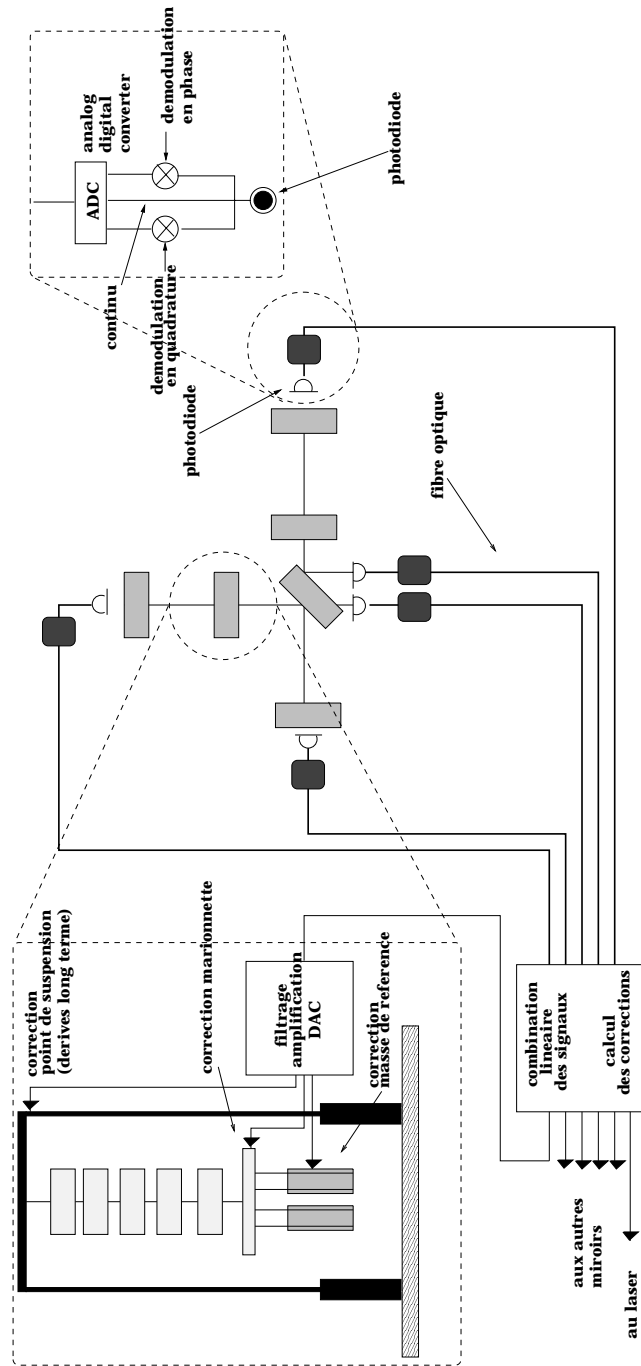 correction
point de suspension
(derives long terme)
correction marionnette
filtrage
amplification
DAC
correction
masse de reference
combination
lineaire
des signaux
calcul
des corrections
aux autres
miroirs
au laser
fibre optique
photodiode
continu
demodulation
en quadrature
ADC
analog
digital
converter
demodulation
en phase
photodiode